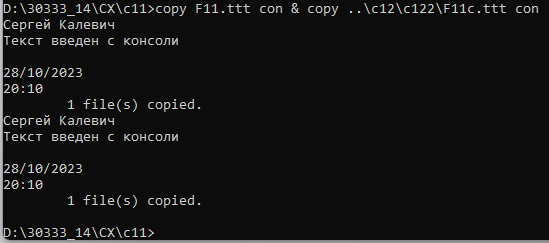 D:\30333_14\CX\c11>copy F11.ttt con & copy ..\c12\c122\F11c.ttt con
Сергей Калевич
Текст введен с консоли
28/10/2023
20:10
1 file(s) copied.
Сергей Калевич
Текст введен с консоли
28/10/2023
20:10
1 file(s) copied.
D:\30333_14\CX\c11>